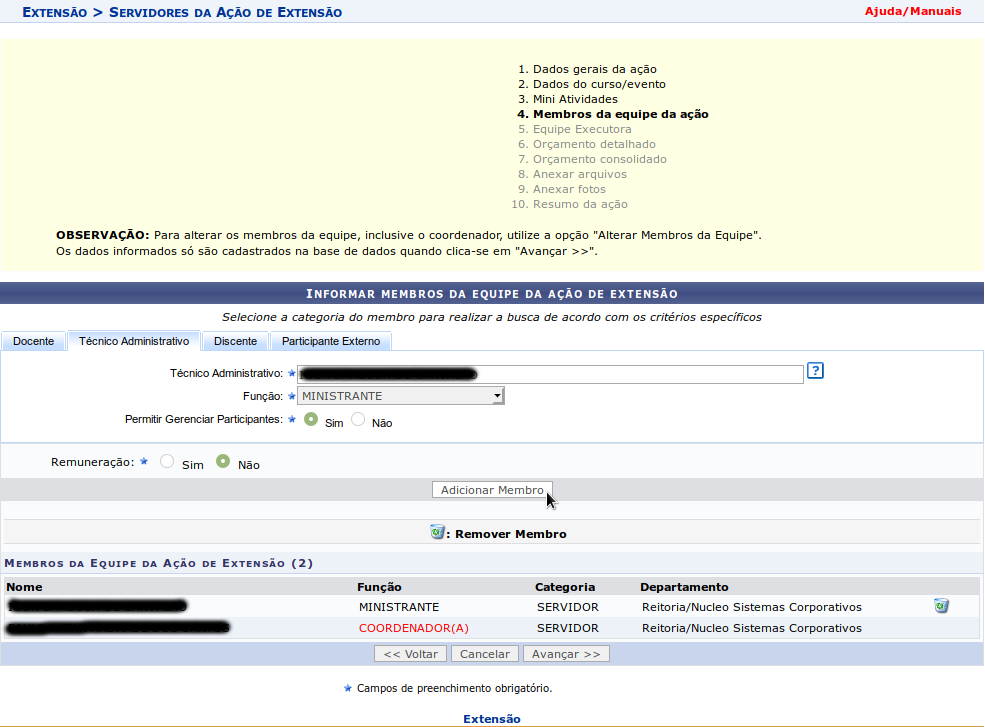 Extensão > Servidores da Ação de Extensão Ajuda/Manuais
1. Dados gerais da ação
2. Dados do curso/evento
3. Mini Atividades
4. Membros da equipe da ação
5. Equipe Executora
6. Orçamento detalhado
7. Orçamento consolidado
8. Anexar arquivos
9. Anexar fotos
10. Resumo da ação
OBSERVAÇÃO: Para alterar os membros da equipe, inclusive o coordenador, utilize a opção "Alterar Membros da Equipe".
Os dados informados só são cadastrados na base de dados quando clica-se em "Avançar >>".
Informar membros da equipe da ação de extensão
Selecione a categoria do membro para realizar a busca de acordo com os critérios específicos
Docente Técnico Administrativo Discente Participante Externo
Técnico Administrativo: ?
Função: MINISTRANTE
Permitir Gerenciar Participantes: Sim Não
Remuneração: Sim Não
Adicionar Membro
: Remover Membro
Membros da Equipe da Ação de Extensão (2)
Nome Função Categoria Departamento
MINISTRANTE SERVIDOR Reitoria/Nucleo Sistemas Corporativos
COORDENADOR(A) SERVIDOR Reitoria/Nucleo Sistemas Corporativos
<< Voltar Cancelar Avançar >>
Campos de preenchimento obrigatório.
Extensão